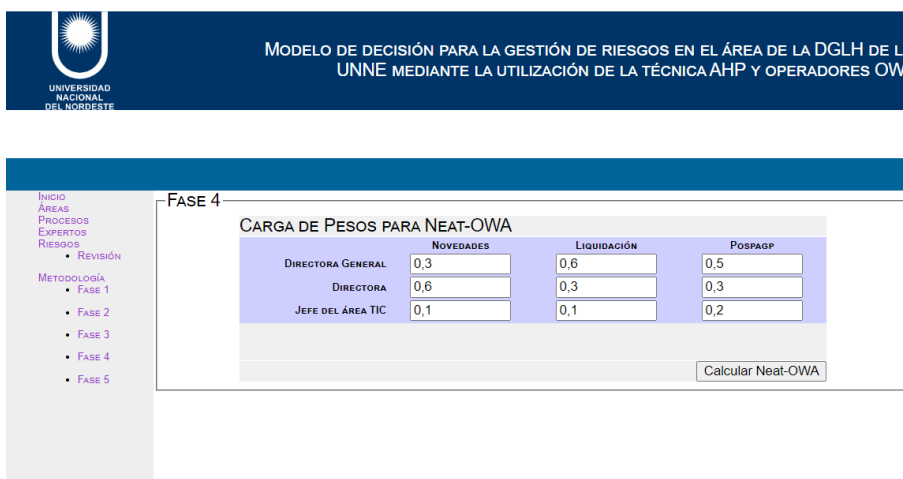 UNIVERSIDAD
NACIONAL
DEL NORDESTE
MODELO DE DECISIÓN PARA LA GESTIÓN DE RIESGOS EN EL ÁREA DE LA DGLH DE L
UNNE MEDIANTE LA UTILIZACIÓN DE LA TÉCNICA AHP Y OPERADORES OW
INICIO
ÁREAS
PROCESOS
EXPERTOS
RIESGOS
• REVISIÓN
METODOLOGÍA
• FASE 1
• FASE 2
• FASE 3
• FASE 4
• FASE 5
FASE 4
CARGA DE PESOS PARA NEAT-OWA
NOVEDADES LIQUIDACIÓN POSPAGP
DIRECTORA GENERAL 0,3 0,6 0,5
DIRECTORA 0,6 0,3 0,3
JEFE DEL ÁREA TIC 0,1 0,1 0,2
Calcular Neat-OWA